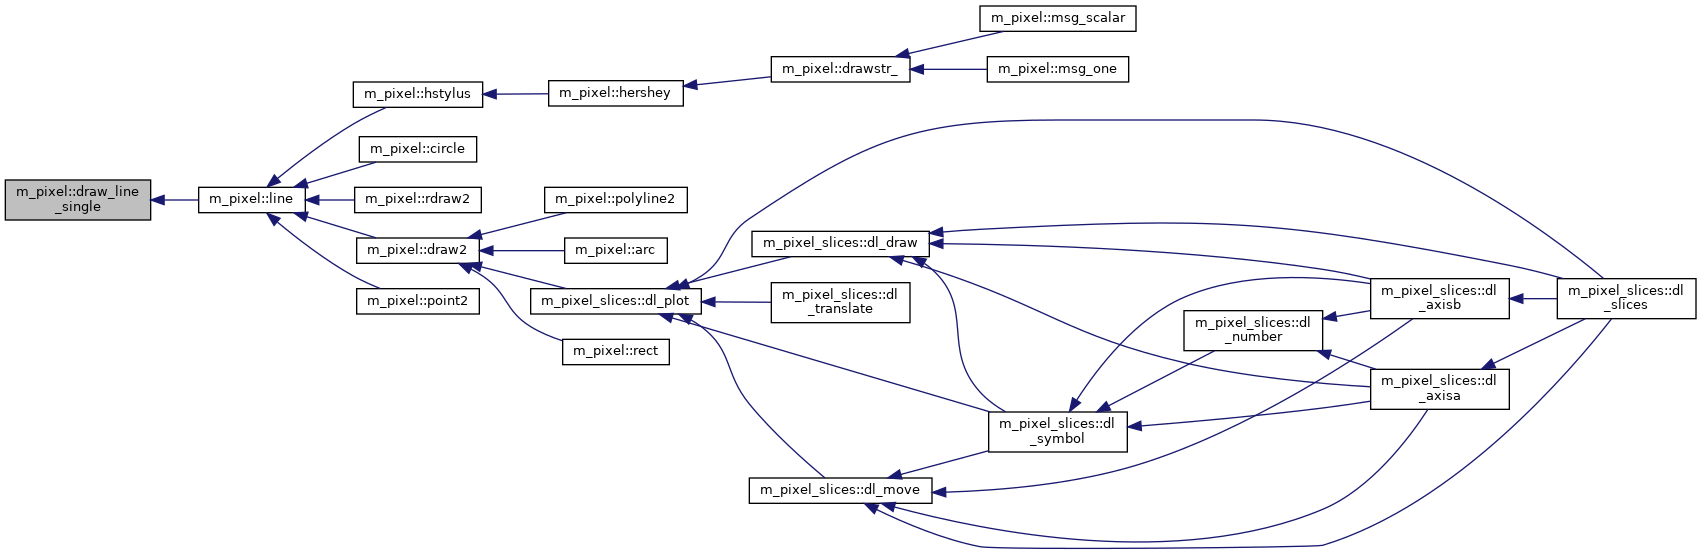 m_pixel::draw_line
_single
m_pixel::line
m_pixel::hstylus
m_pixel::hershey
m_pixel::drawstr_
m_pixel::msg_scalar
m_pixel::msg_one
m_pixel::circle
m_pixel::rdraw2
m_pixel::draw2
m_pixel::polyline2
m_pixel::arc
m_pixel_slices::dl_plot
m_pixel_slices::dl_draw
m_pixel_slices::dl
_translate
m_pixel::rect
m_pixel::point2
m_pixel_slices::dl
_symbol
m_pixel_slices::dl_move
m_pixel_slices::dl
_number
m_pixel_slices::dl
_axisb
m_pixel_slices::dl
_axisa
m_pixel_slices::dl
_slices